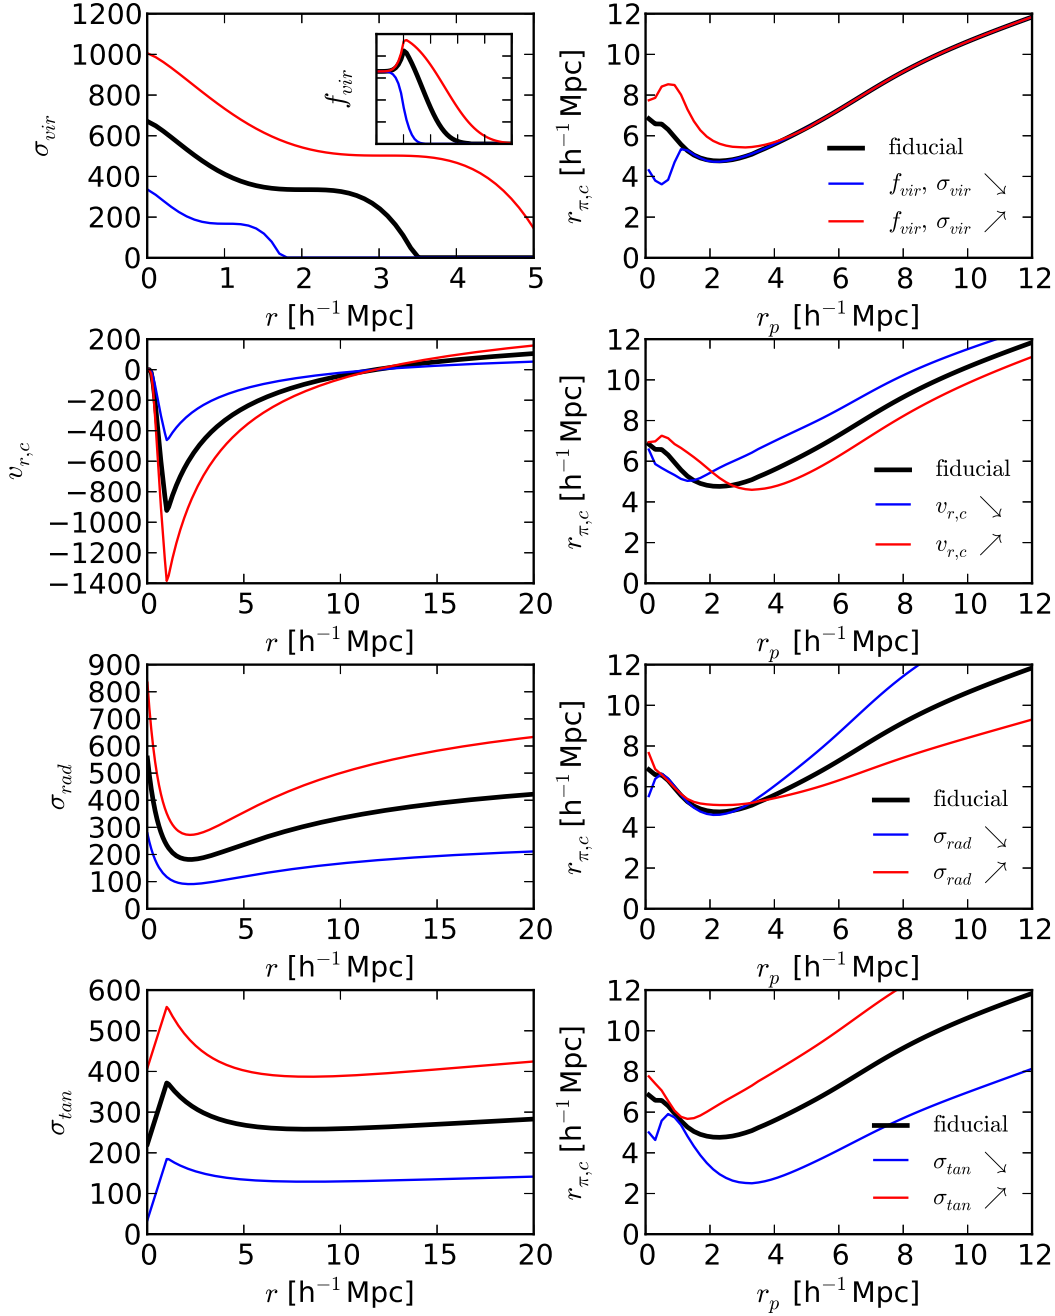 1200
1000
800
600
400
200
0
σ_vir
f_vir
0 1 2 3 4 5
r [h⁻¹ Mpc]
12
10
8
6
4
2
0
r_π,c [h⁻¹ Mpc]
fiducial
f_vir, σ_vir ↘
f_vir, σ_vir ↗
0 2 4 6 8 10 12
r_p [h⁻¹ Mpc]
200
0
−200
−400
−600
−800
−1000
−1200
−1400
v_r,c
0 5 10 15 20
r [h⁻¹ Mpc]
12
10
8
6
4
2
0
r_π,c [h⁻¹ Mpc]
fiducial
v_r,c ↘
v_r,c ↗
0 2 4 6 8 10 12
r_p [h⁻¹ Mpc]
900
800
700
600
500
400
300
200
100
0
σ_rad
0 5 10 15 20
r [h⁻¹ Mpc]
12
10
8
6
4
2
0
r_π,c [h⁻¹ Mpc]
fiducial
σ_rad ↘
σ_rad ↗
0 2 4 6 8 10 12
r_p [h⁻¹ Mpc]
600
500
400
300
200
100
0
σ_tan
0 5 10 15 20
r [h⁻¹ Mpc]
12
10
8
6
4
2
0
r_π,c [h⁻¹ Mpc]
fiducial
σ_tan ↘
σ_tan ↗
0 2 4 6 8 10 12
r_p [h⁻¹ Mpc]